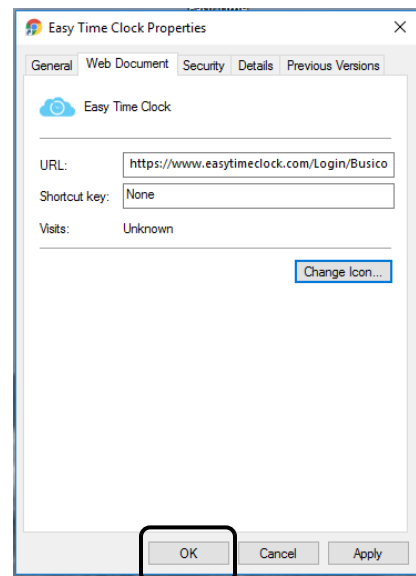 Easy Time Clock Properties
General Web Document Security Details Previous Versions
Easy Time Clock
URL: https://www.easytimeclock.com/Login/Busico
Shortcut key: None
Visits: Unknown
Change Icon...
OK Cancel Apply